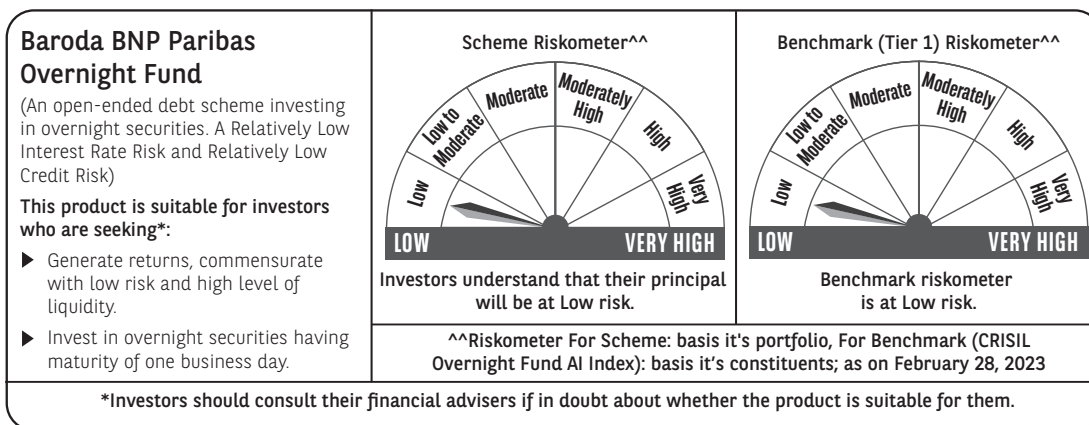 Baroda BNP Paribas
Overnight Fund
(An open-ended debt scheme investing
in overnight securities. A Relatively Low
Interest Rate Risk and Relatively Low
Credit Risk)
This product is suitable for investors
who are seeking*:
▶ Generate returns, commensurate
with low risk and high level of
liquidity.
▶ Invest in overnight securities having
maturity of one business day.
Scheme Riskometer^^
Low
Low to
Moderate
Moderate
Moderately
High
High
Very
High
LOW
VERY HIGH
Investors understand that their principal
will be at Low risk.
Benchmark (Tier 1) Riskometer^^
Low
Low to
Moderate
Moderate
Moderately
High
High
Very
High
LOW
VERY HIGH
Benchmark riskometer
is at Low risk.
^^Riskometer For Scheme: basis it's portfolio, For Benchmark (CRISIL
Overnight Fund AI Index): basis it’s constituents; as on February 28, 2023
*Investors should consult their financial advisers if in doubt about whether the product is suitable for them.